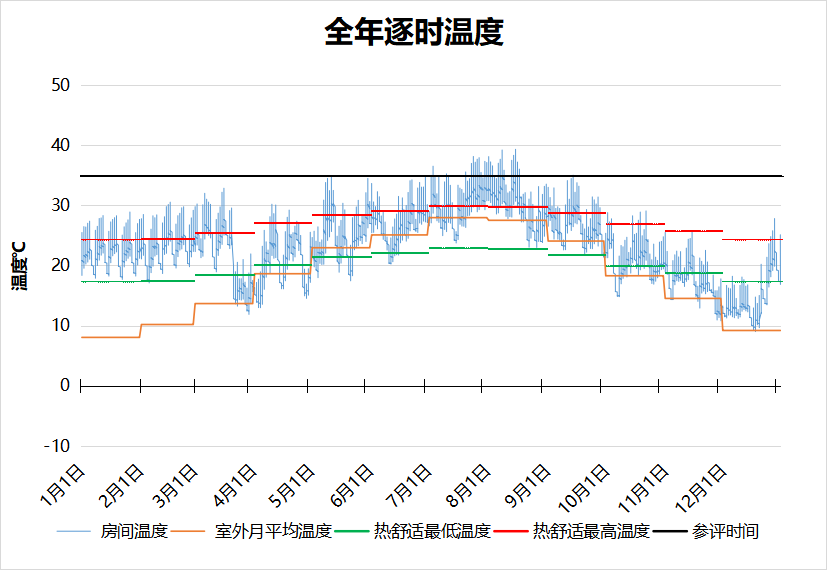 全年逐时温度
50
40
30
20
10
0
-10
温度℃
1月1日
2月1日
3月1日
4月1日
5月1日
6月1日
7月1日
8月1日
9月1日
10月1日
11月1日
12月1日
房间温度 室外月平均温度 热舒适最低温度 热舒适最高温度 参评时间